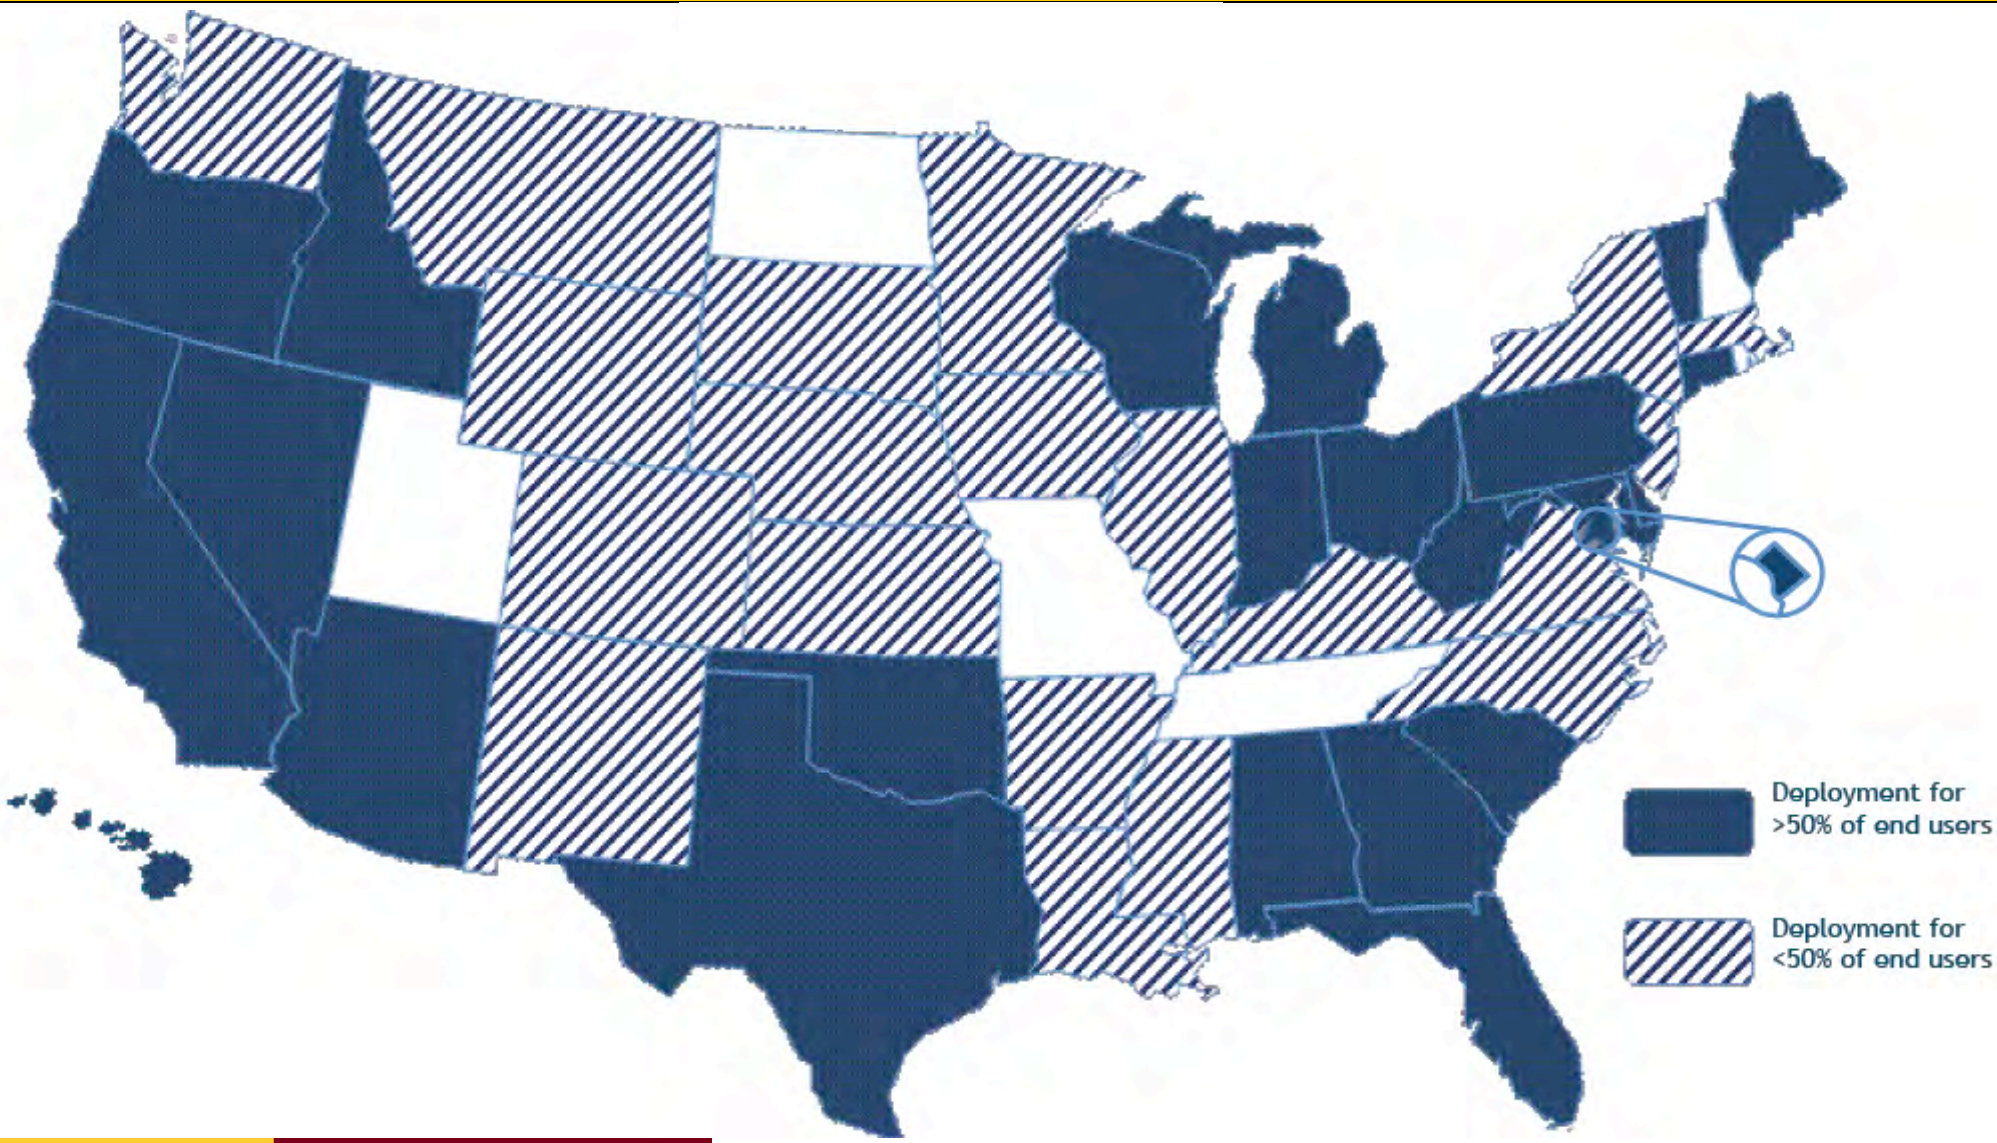 Deployment for
>50% of end users
Deployment for
<50% of end users